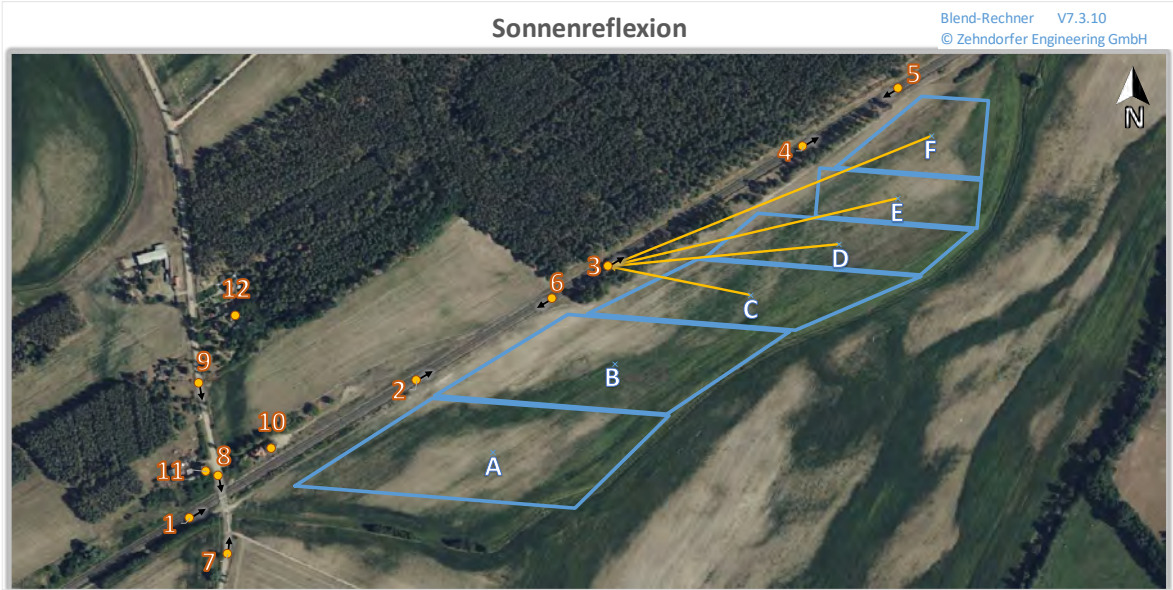 Sonnenreflexion
Blend-Rechner V7.3.10
© Zehndorfer Engineering GmbH
5
N
4
F
E
3
D
12
6
C
9
2
B
10
11
8
A
1
7